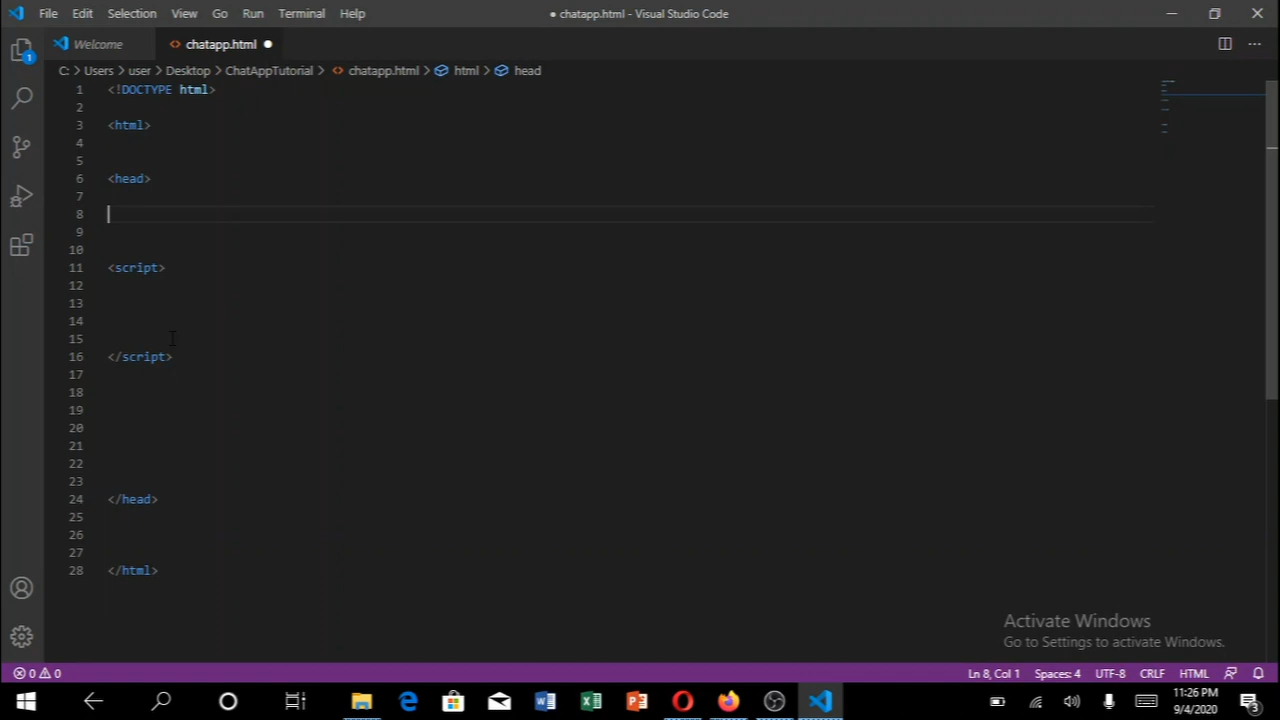 File Edit Selection View Go Run Terminal Help
● chatapp.html - Visual Studio Code
Welcome
<> chatapp.html ●
1
C: > Users > user > Desktop > ChatAppTutorial > <> chatapp.html > html > head
1 <!DOCTYPE html>
2
3 <html>
4
5
6 <head>
7
8
9
10
11 <script>
12
13
14
15
16 </script>
17
18
19
20
21
22
23
24 </head>
25
26
27
28 </html>
Activate Windows
Go to Settings to activate Windows.
0 0
Ln 8, Col 1 Spaces: 4 UTF-8 CRLF HTML
11:26 PM
9/4/2020
3